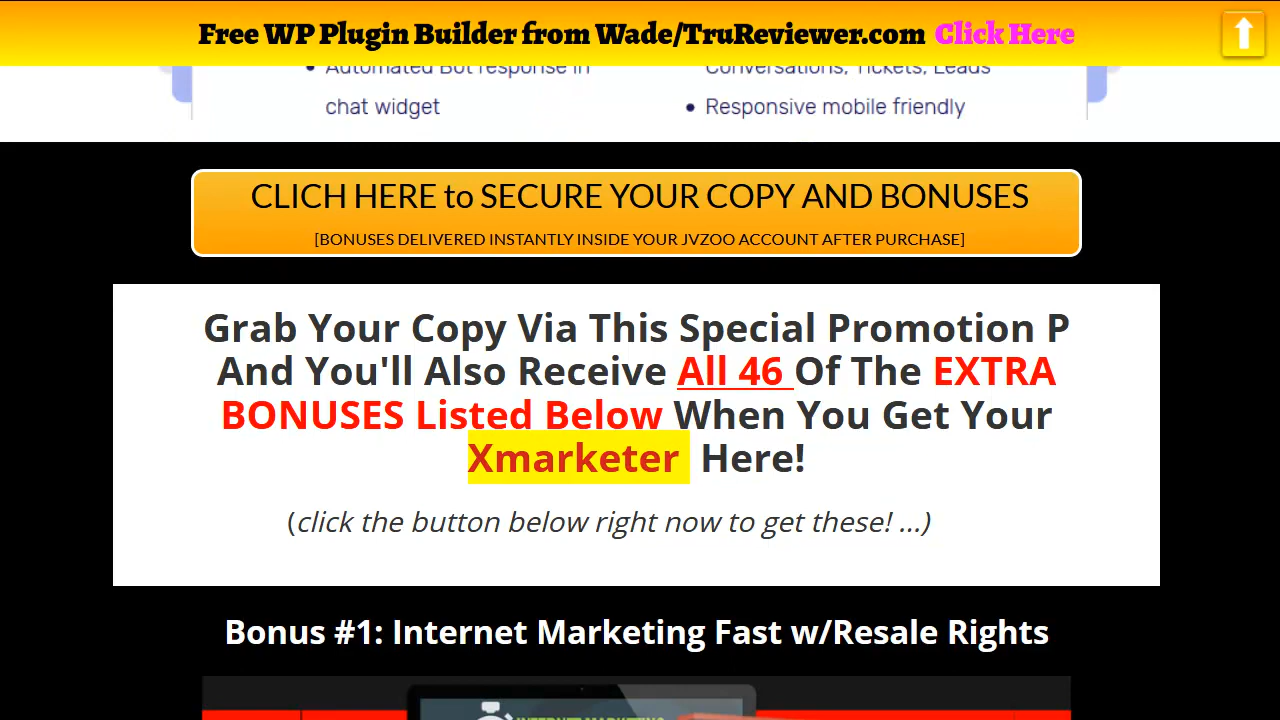 Free WP Plugin Builder from Wade/TruReviewer.com Click Here
• Automated Bot response in
chat widget
Conversations, Tickets, Leads
• Responsive mobile friendly
CLICH HERE to SECURE YOUR COPY AND BONUSES
[BONUSES DELIVERED INSTANTLY INSIDE YOUR JVZOO ACCOUNT AFTER PURCHASE]
Grab Your Copy Via This Special Promotion P
And You'll Also Receive All 46 Of The EXTRA
BONUSES Listed Below When You Get Your
Xmarketer Here!
(click the button below right now to get these! ...)
Bonus #1: Internet Marketing Fast w/Resale Rights
INTERNET MARKETING